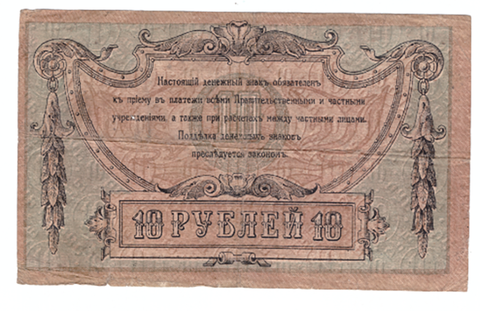 Настоящій денежный знакъ обязателенъ
къ пріему въ платежи всѣми Правительственными и частными
учрежденіями, а также при расчетахъ между частными лицами.
Поддѣлка денежныхъ знаковъ
преслѣдуется закономъ.
10 РУБЛЕЙ 10